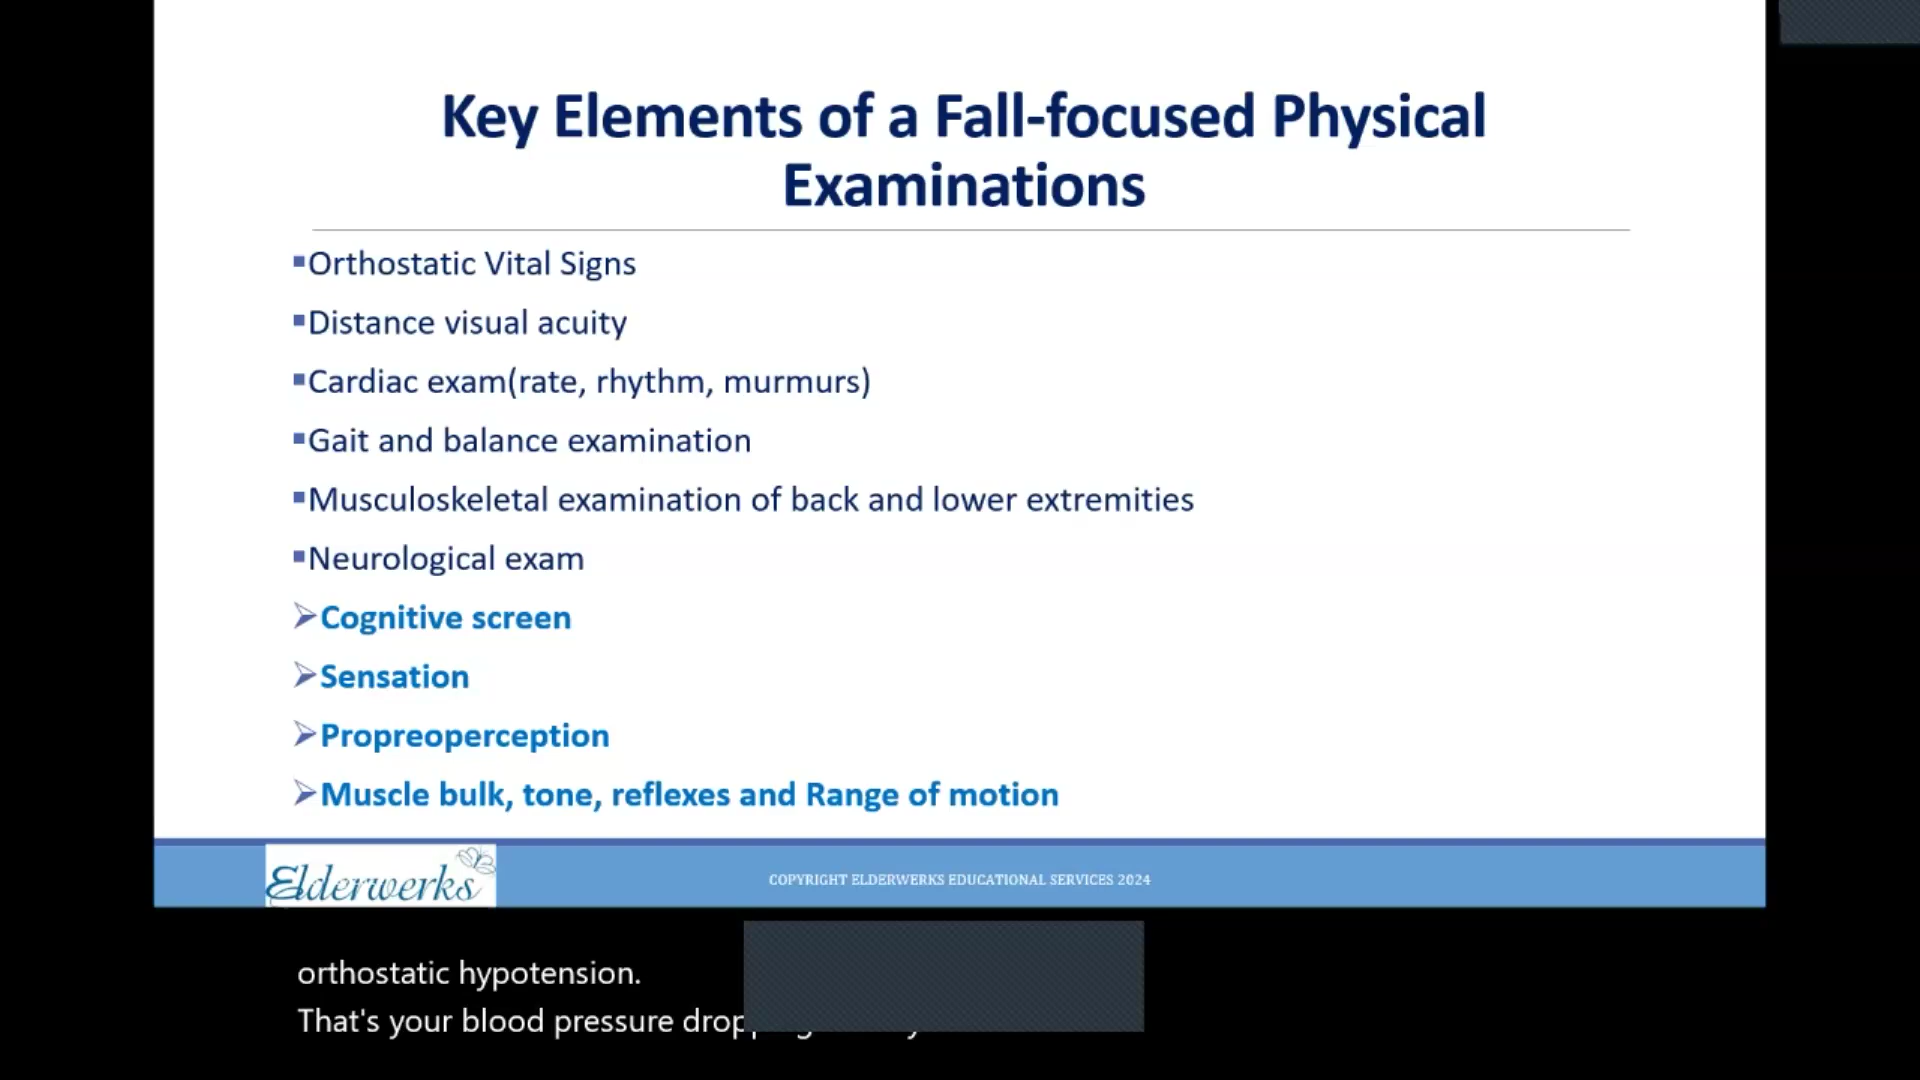 Key Elements of a Fall-focused Physical
Examinations
▪Orthostatic Vital Signs
▪Distance visual acuity
▪Cardiac exam(rate, rhythm, murmurs)
▪Gait and balance examination
▪Musculoskeletal examination of back and lower extremities
▪Neurological exam
➢Cognitive screen
➢Sensation
➢Propreoperception
➢Muscle bulk, tone, reflexes and Range of motion
Elderwerks
COPYRIGHT ELDERWERKS EDUCATIONAL SERVICES 2024
orthostatic hypotension.
That's your blood pressure